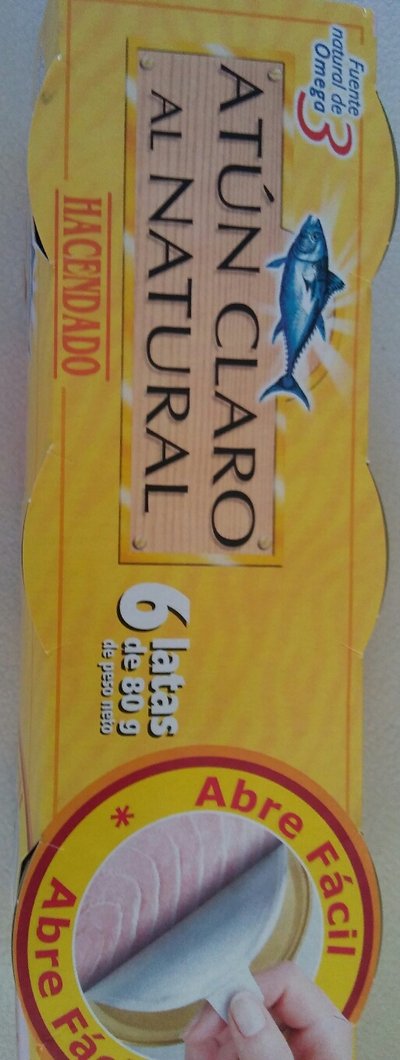 Fuente
natural de
Omega 3
ATÚN CLARO
AL NATURAL
HACENDADO
6 latas
de 80 g
de peso neto
Abre Fácil
*
Abre Fác